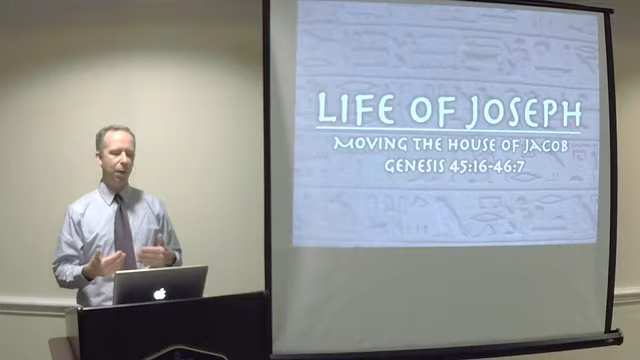 LIFE OF JOSEPH
MOVING THE HOUSE OF JACOB
GENESIS 45:16-46:7